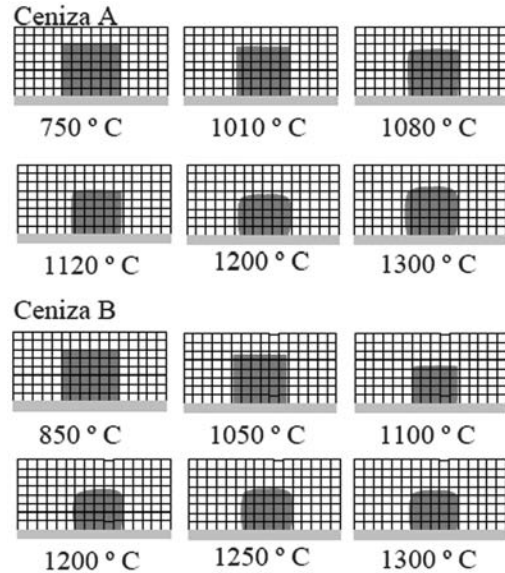 Ceniza A
750 º C 1010 º C 1080 º C
1120 º C 1200 º C 1300 º C
Ceniza B
850 º C 1050 º C 1100 º C
1200 º C 1250 º C 1300 º C